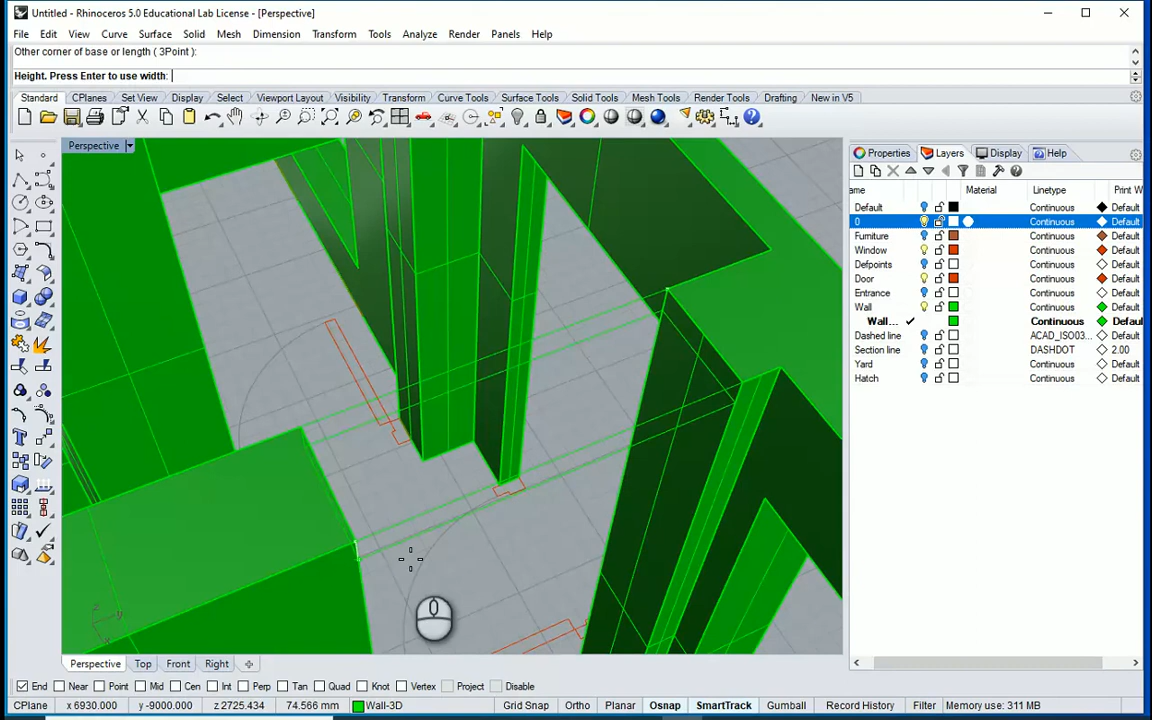 Untitled - Rhinoceros 5.0 Educational Lab License - [Perspective]
File Edit View Curve Surface Solid Mesh Dimension Transform Tools Analyze Render Panels Help
Other corner of base or length ( 3Point ):
Height. Press Enter to use width:
Standard CPlanes Set View Display Select Viewport Layout Visibility Transform Curve Tools Surface Tools Solid Tools Mesh Tools Render Tools Drafting New in V5
Perspective
Properties Layers Display Help
ame Material Linetype Print W
Default Continuous Default
0 Continuous Default
Furniture Continuous Default
Window Continuous Default
Defpoints Continuous Default
Door Continuous Default
Entrance Continuous Default
Wall Continuous Default
Wall... Continuous Defaul
Dashed line ACAD_ISO03... Default
Section line DASHDOT 2.00
Yard Continuous Default
Hatch Continuous Default
z y x
Perspective Top Front Right
End Near Point Mid Cen Int Perp Tan Quad Knot Vertex Project Disable
CPlane x 6930.000 y -9000.000 z 2725.434 74.566 mm Wall-3D Grid Snap Ortho Planar Osnap SmartTrack Gumball Record History Filter Memory use: 311 MB